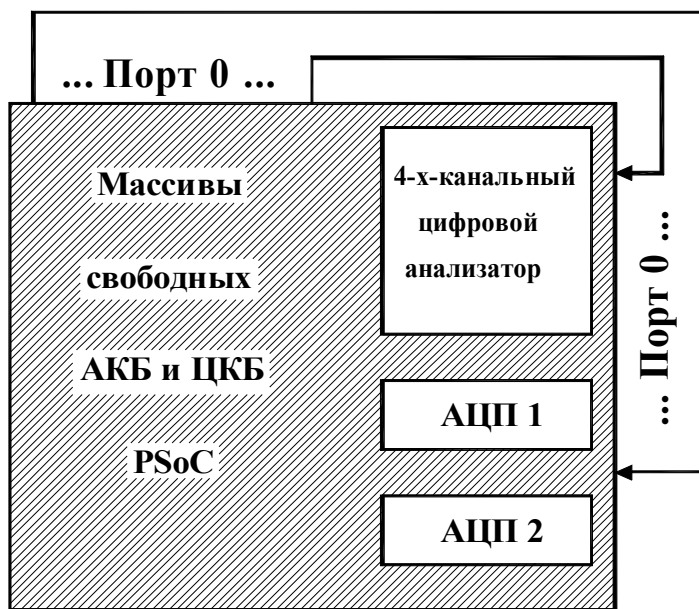 ... Порт 0 ...
Массивы
свободных
АКБ и ЦКБ
PSoC
4-х-канальный
цифровой
анализатор
АЦП 1
АЦП 2
... Порт 0 ...